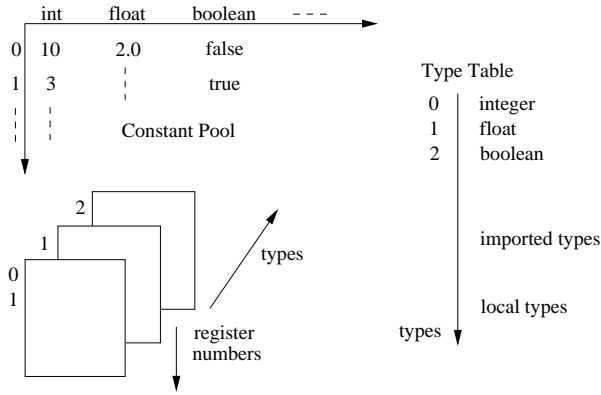 int float boolean
0 10 2.0 false
1 3 true
Constant Pool
Type Table
0 integer
1 float
2 boolean
imported types
local types
types
2
1
0
1
types
register
numbers